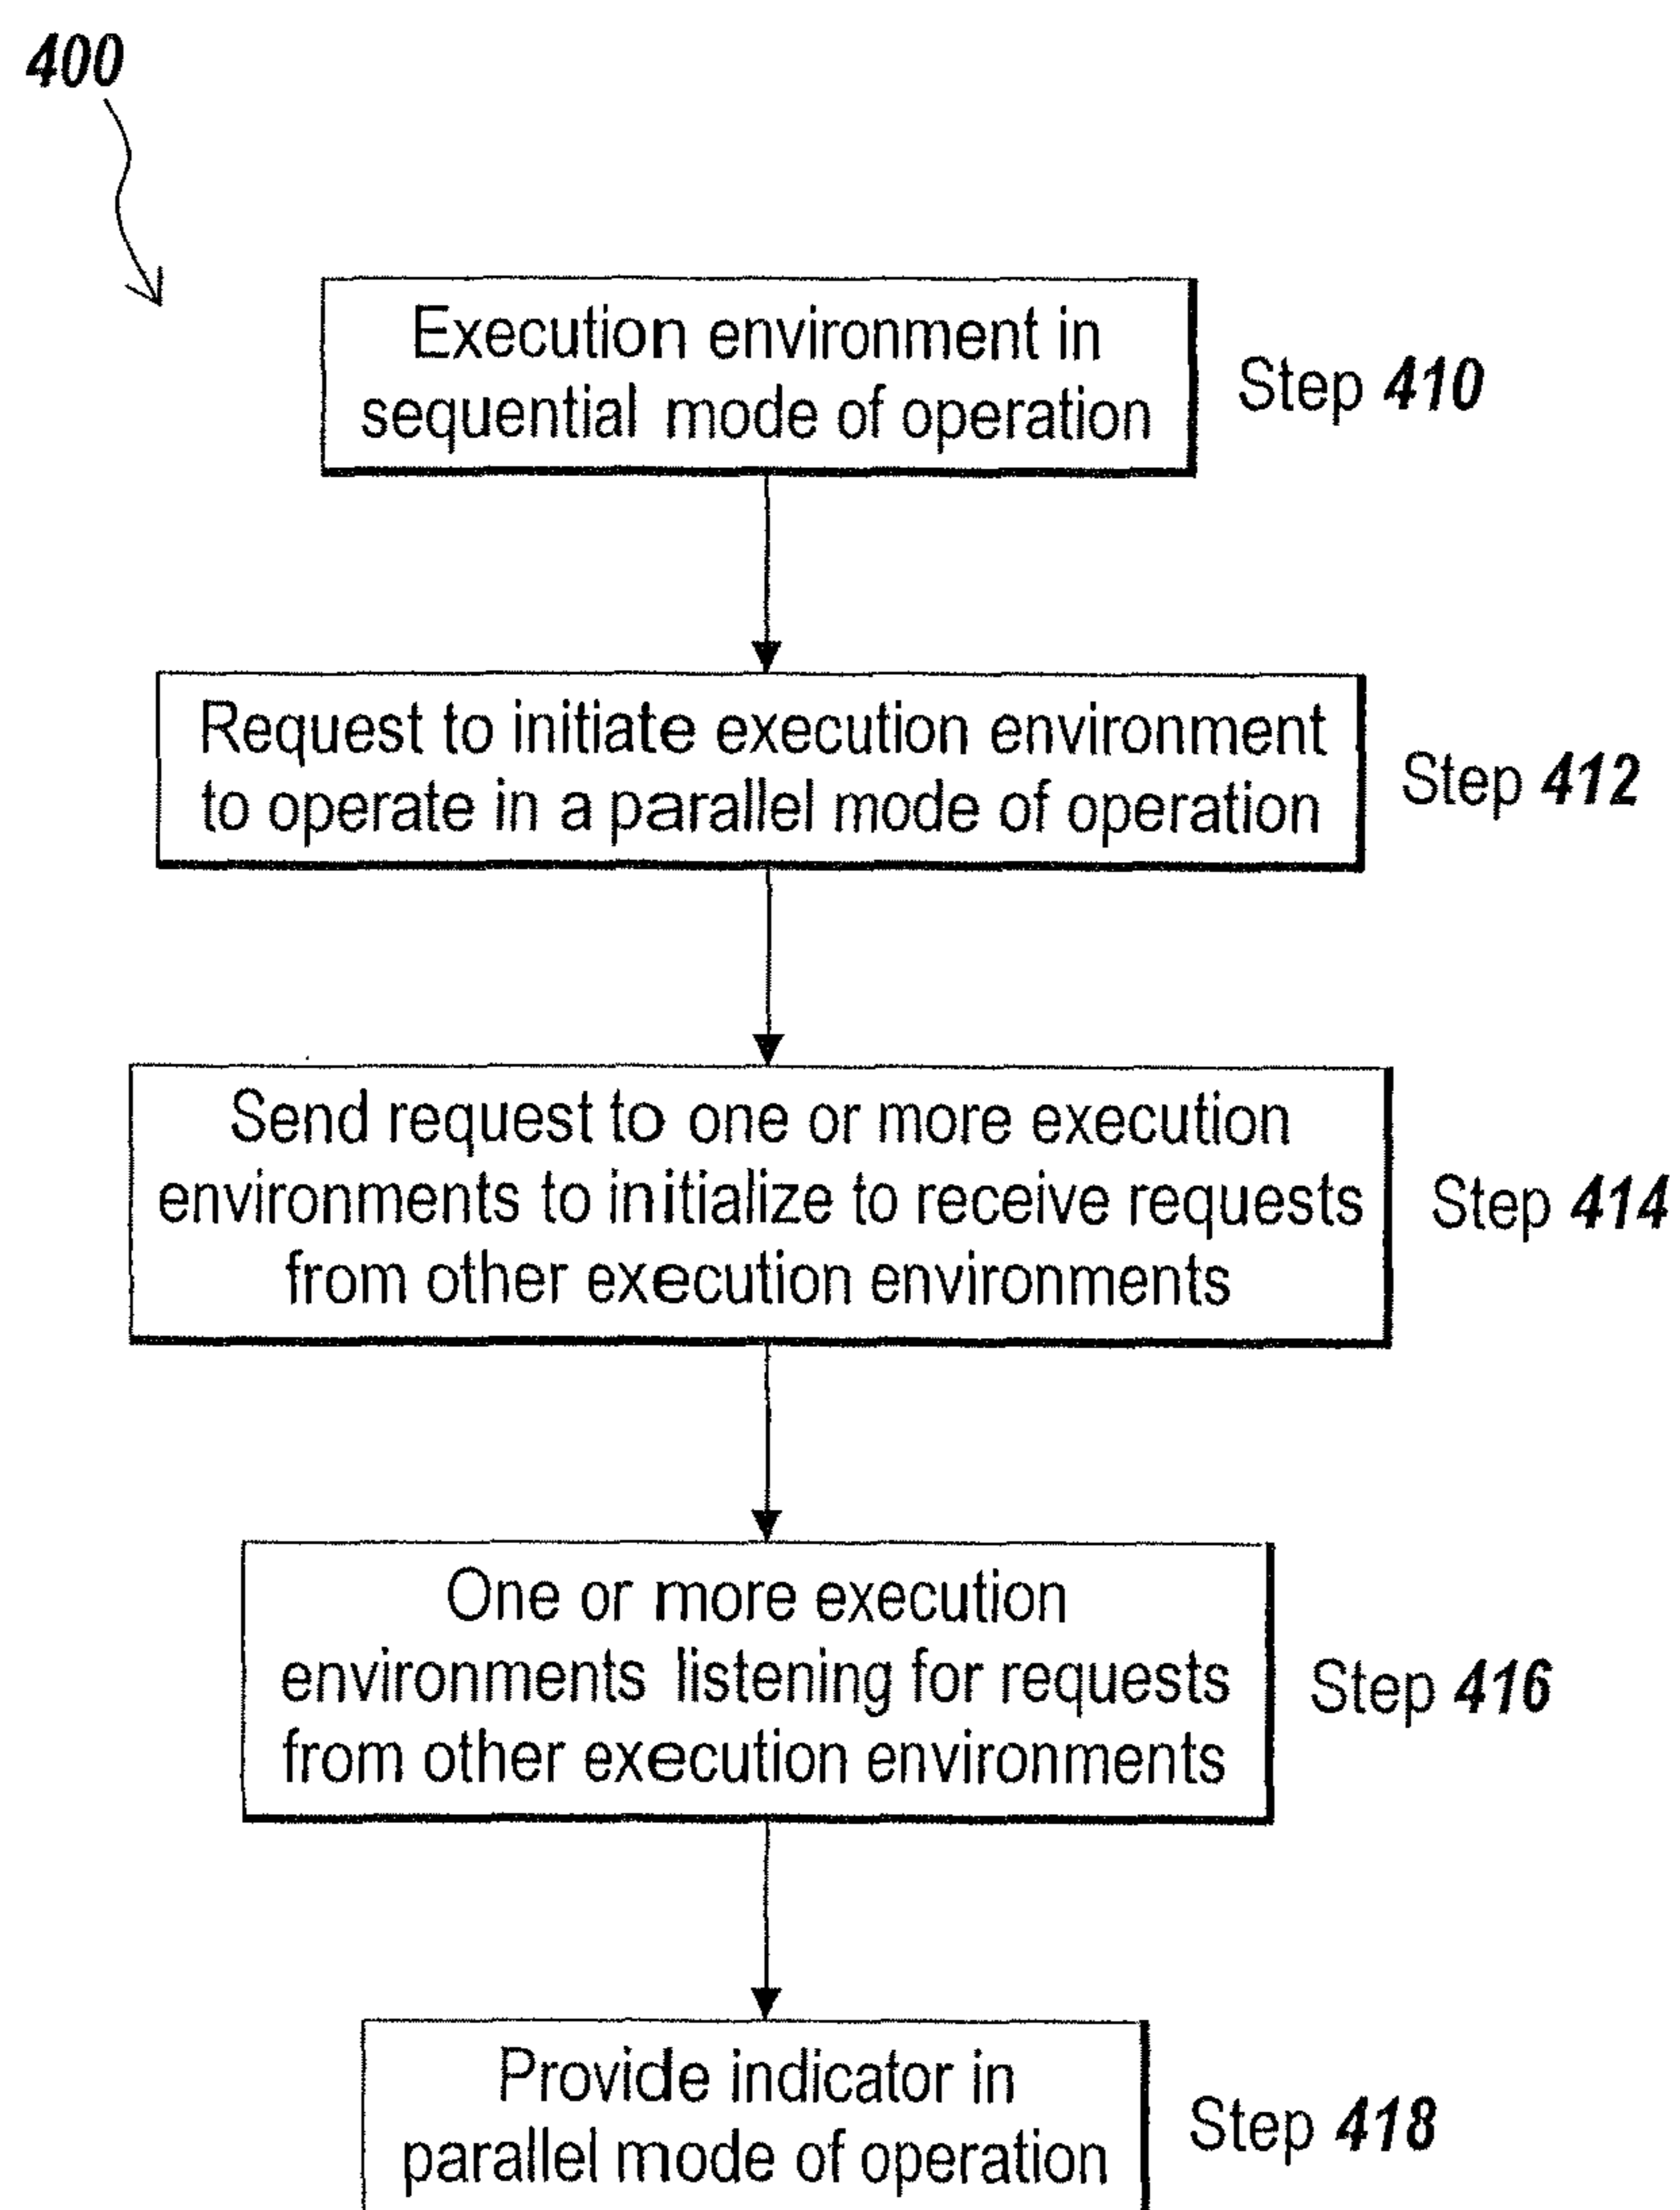 400
Execution environment in
sequential mode of operation
Step 410
Request to initiate execution environment
to operate in a parallel mode of operation
Step 412
Send request to one or more execution
environments to initialize to receive requests
from other execution environments
Step 414
One or more execution
environments listening for requests
from other execution environments
Step 416
Provide indicator in
parallel mode of operation
Step 418